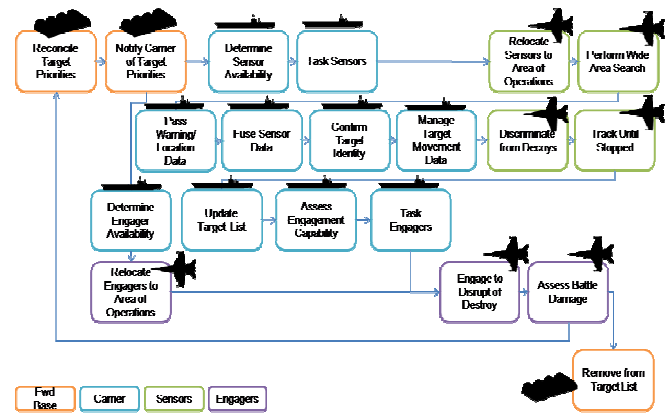 Reconcile
Target
Priorities
Notify Carrier
of Target
Priorities
Determine
Sensor
Availability
Task Sensors
Relocate
Sensors to
Area of
Operations
Perform Wide
Area Search
Pass
Warning/
Location
Data
Fuse Sensor
Data
Confirm
Target
Identity
Manage
Target
Movement
Data
Discriminate
from Decoys
Track Until
Stopped
Determine
Engager
Availability
Update
Target List
Assess
Engagement
Capability
Task
Engagers
Relocate
Engagers to
Area of
Operations
Engage to
Disrupt of
Destroy
Assess Battle
Damage
Remove from
Target List
Fwd
Base
Carrier
Sensors
Engagers